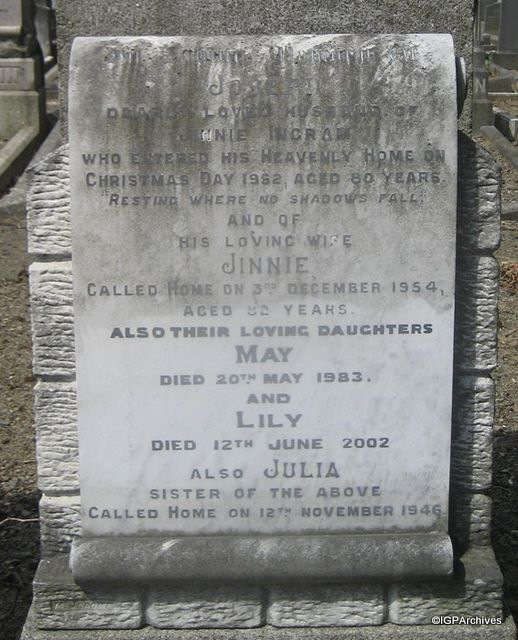 JOSEPH
DEARLY LOVED HUSBAND OF
JINNIE INGRAM
WHO ENTERED HIS HEAVENLY HOME ON
CHRISTMAS DAY 1952, AGED 80 YEARS.
"RESTING WHERE NO SHADOWS FALL."
AND OF
HIS LOVING WIFE
JINNIE,
CALLED HOME ON 3RD DECEMBER 1954,
AGED 82 YEARS.
ALSO THEIR LOVING DAUGHTERS
MAY
DIED 20TH MAY 1983.
AND
LILY
DIED 12TH JUNE 2002
ALSO JULIA
SISTER OF THE ABOVE
CALLED HOME ON 12TH NOVEMBER 1946
©IGPArchives